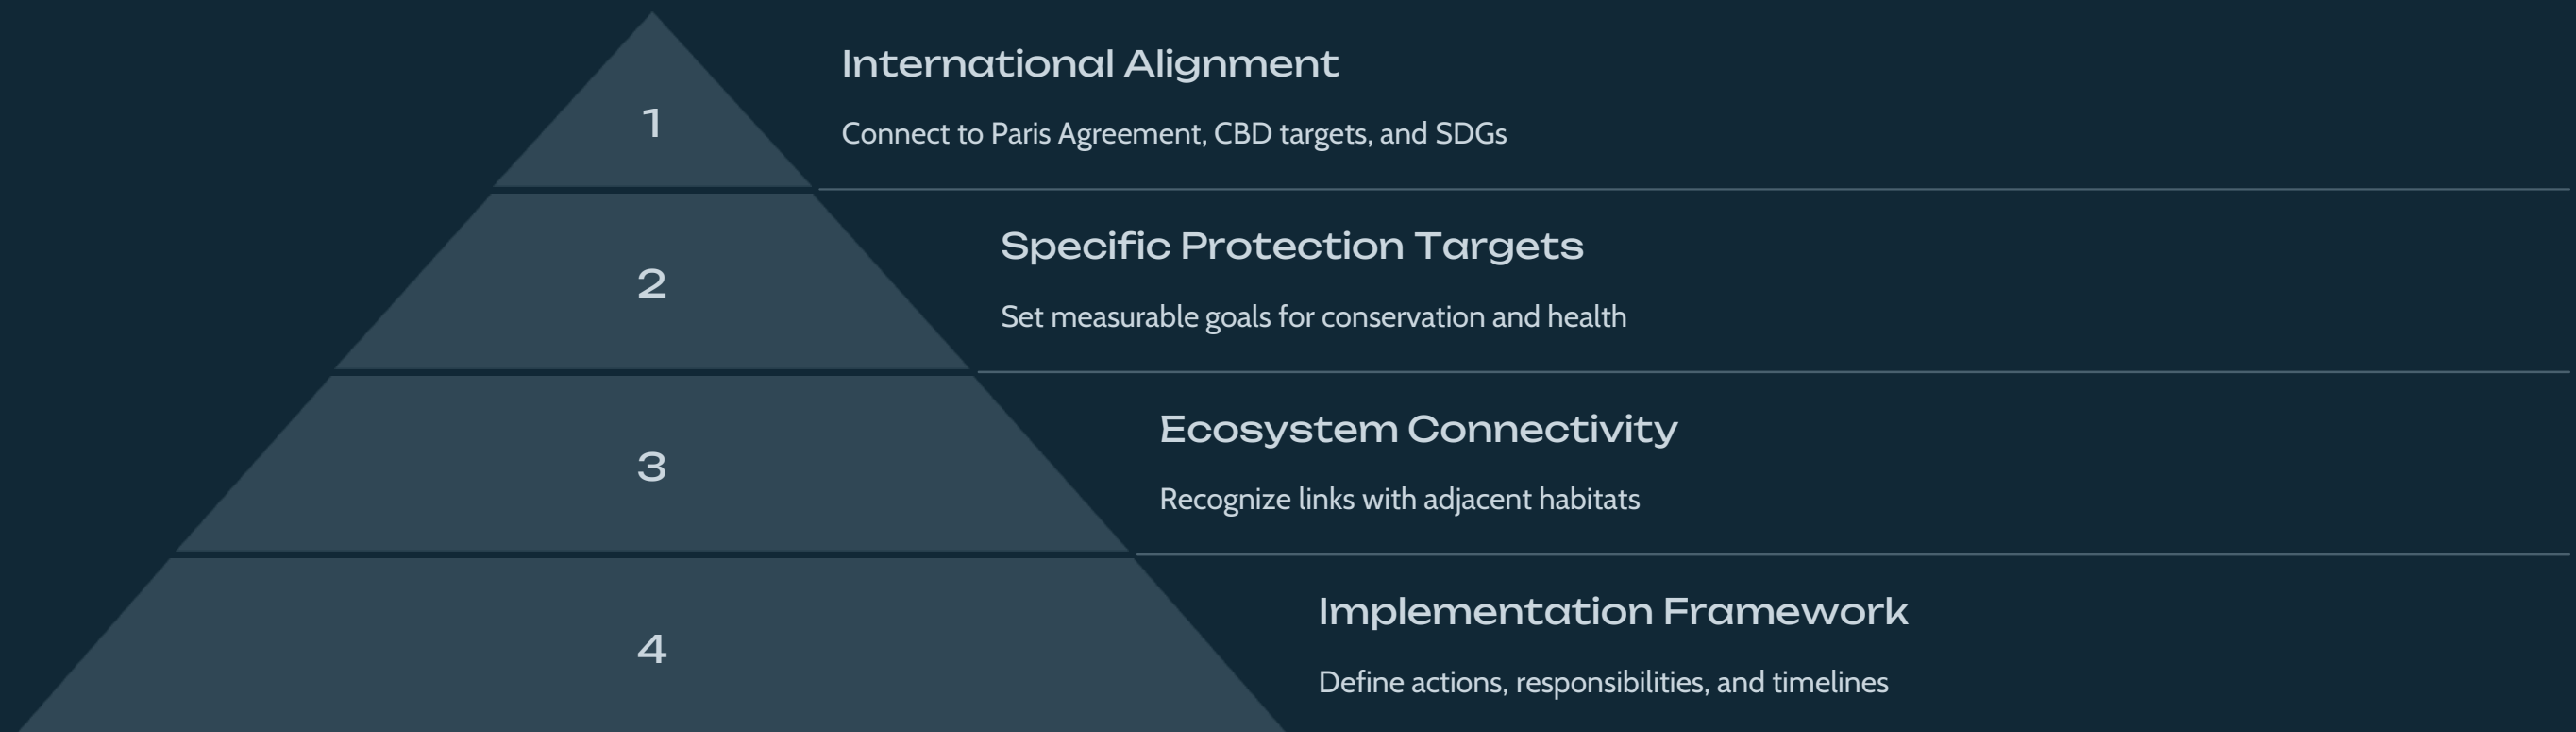 1
International Alignment
Connect to Paris Agreement, CBD targets, and SDGs
2
Specific Protection Targets
Set measurable goals for conservation and health
3
Ecosystem Connectivity
Recognize links with adjacent habitats
4
Implementation Framework
Define actions, responsibilities, and timelines